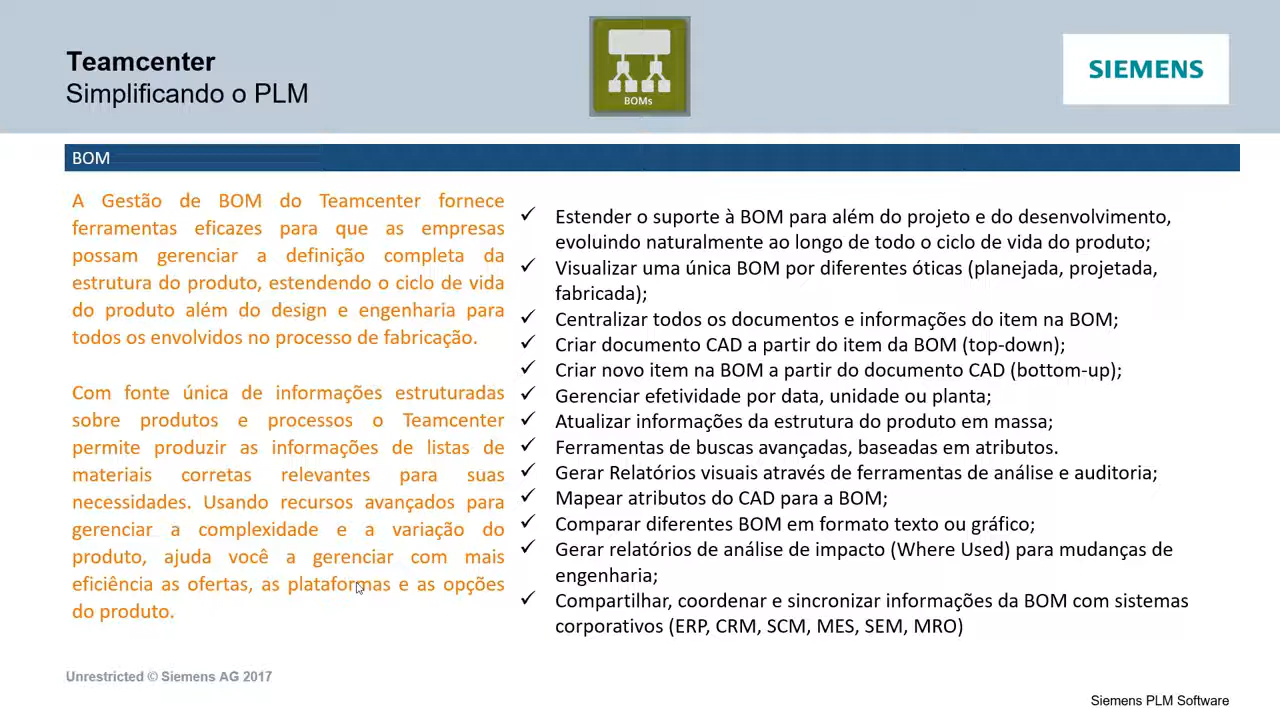 Teamcenter
Simplificando o PLM
BOMs
SIEMENS
BOM
A Gestão de BOM do Teamcenter fornece
ferramentas eficazes para que as empresas
possam gerenciar a definição completa da
estrutura do produto, estendendo o ciclo de vida
do produto além do design e engenharia para
todos os envolvidos no processo de fabricação.
Com fonte única de informações estruturadas
sobre produtos e processos o Teamcenter
permite produzir as informações de listas de
materiais corretas relevantes para suas
necessidades. Usando recursos avançados para
gerenciar a complexidade e a variação do
produto, ajuda você a gerenciar com mais
eficiência as ofertas, as plataformas e as opções
do produto.
✓ Estender o suporte à BOM para além do projeto e do desenvolvimento,
evoluindo naturalmente ao longo de todo o ciclo de vida do produto;
✓ Visualizar uma única BOM por diferentes óticas (planejada, projetada,
fabricada);
✓ Centralizar todos os documentos e informações do item na BOM;
✓ Criar documento CAD a partir do item da BOM (top-down);
✓ Criar novo item na BOM a partir do documento CAD (bottom-up);
✓ Gerenciar efetividade por data, unidade ou planta;
✓ Atualizar informações da estrutura do produto em massa;
✓ Ferramentas de buscas avançadas, baseadas em atributos.
✓ Gerar Relatórios visuais através de ferramentas de análise e auditoria;
✓ Mapear atributos do CAD para a BOM;
✓ Comparar diferentes BOM em formato texto ou gráfico;
✓ Gerar relatórios de análise de impacto (Where Used) para mudanças de
engenharia;
✓ Compartilhar, coordenar e sincronizar informações da BOM com sistemas
corporativos (ERP, CRM, SCM, MES, SEM, MRO)
Unrestricted © Siemens AG 2017
Siemens PLM Software